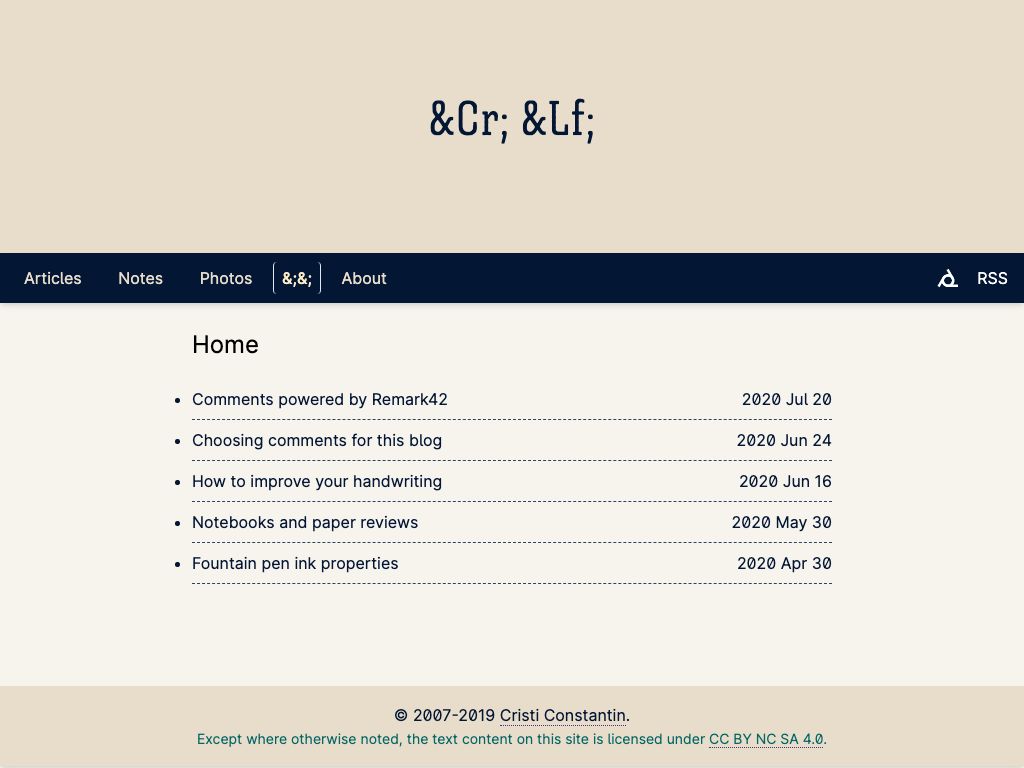 &Cr; &Lf;
Articles Notes Photos &;&; About RSS
Home
Comments powered by Remark42 2020 Jul 20
Choosing comments for this blog 2020 Jun 24
How to improve your handwriting 2020 Jun 16
Notebooks and paper reviews 2020 May 30
Fountain pen ink properties 2020 Apr 30
© 2007-2019 Cristi Constantin.
Except where otherwise noted, the text content on this site is licensed under CC BY NC SA 4.0.